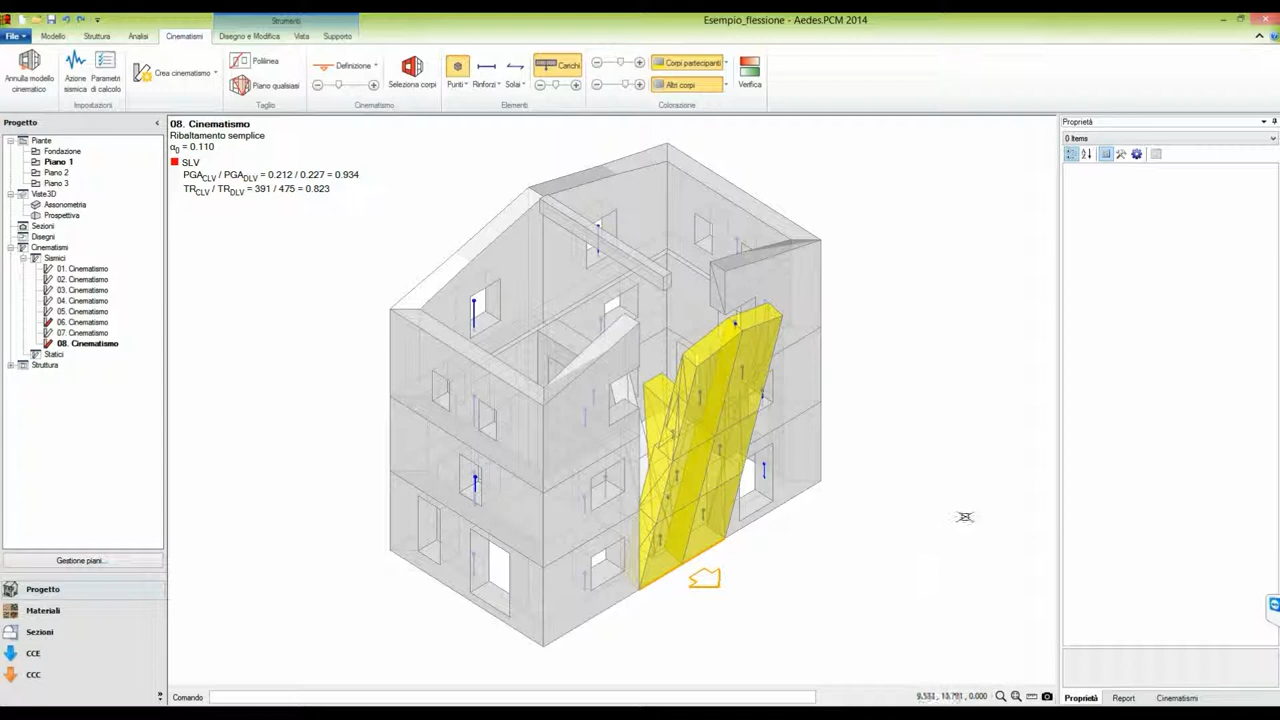 Strumenti
Esempio_flessione - Aedes.PCM 2014
File
Modello
Struttura
Analisi
Cinematismi
Disegno e Modifica
Vista
Supporto
Annulla modello cinematico
Azione sismica
Parametri di calcolo
Impostazioni
Crea cinematismo
Polilinea
Piano qualsiasi
Taglio
Definizione
Seleziona corpi
Cinematismo
Punti
Rinforzi
Solai
Carichi
Elementi
Corpi partecipanti
Altri corpi
Colorazione
Verifica
Progetto
Piante
Fondazione
Piano 1
Piano 2
Piano 3
Viste3D
Assonometria
Prospettiva
Sezioni
Disegni
Cinematismi
Sismici
01. Cinematismo
02. Cinematismo
03. Cinematismo
04. Cinematismo
05. Cinematismo
06. Cinematismo
07. Cinematismo
08. Cinematismo
Statici
Struttura
Gestione piani...
Progetto
Materiali
Sezioni
CCE
CCC
08. Cinematismo
Ribaltamento semplice
α0 = 0.110
SLV
PGACLV / PGADLV = 0.212 / 0.227 = 0.934
TRCLV / TRDLV = 391 / 475 = 0.823
Comando
Proprietà
0 Items
Proprietà
Report
Cinematismi